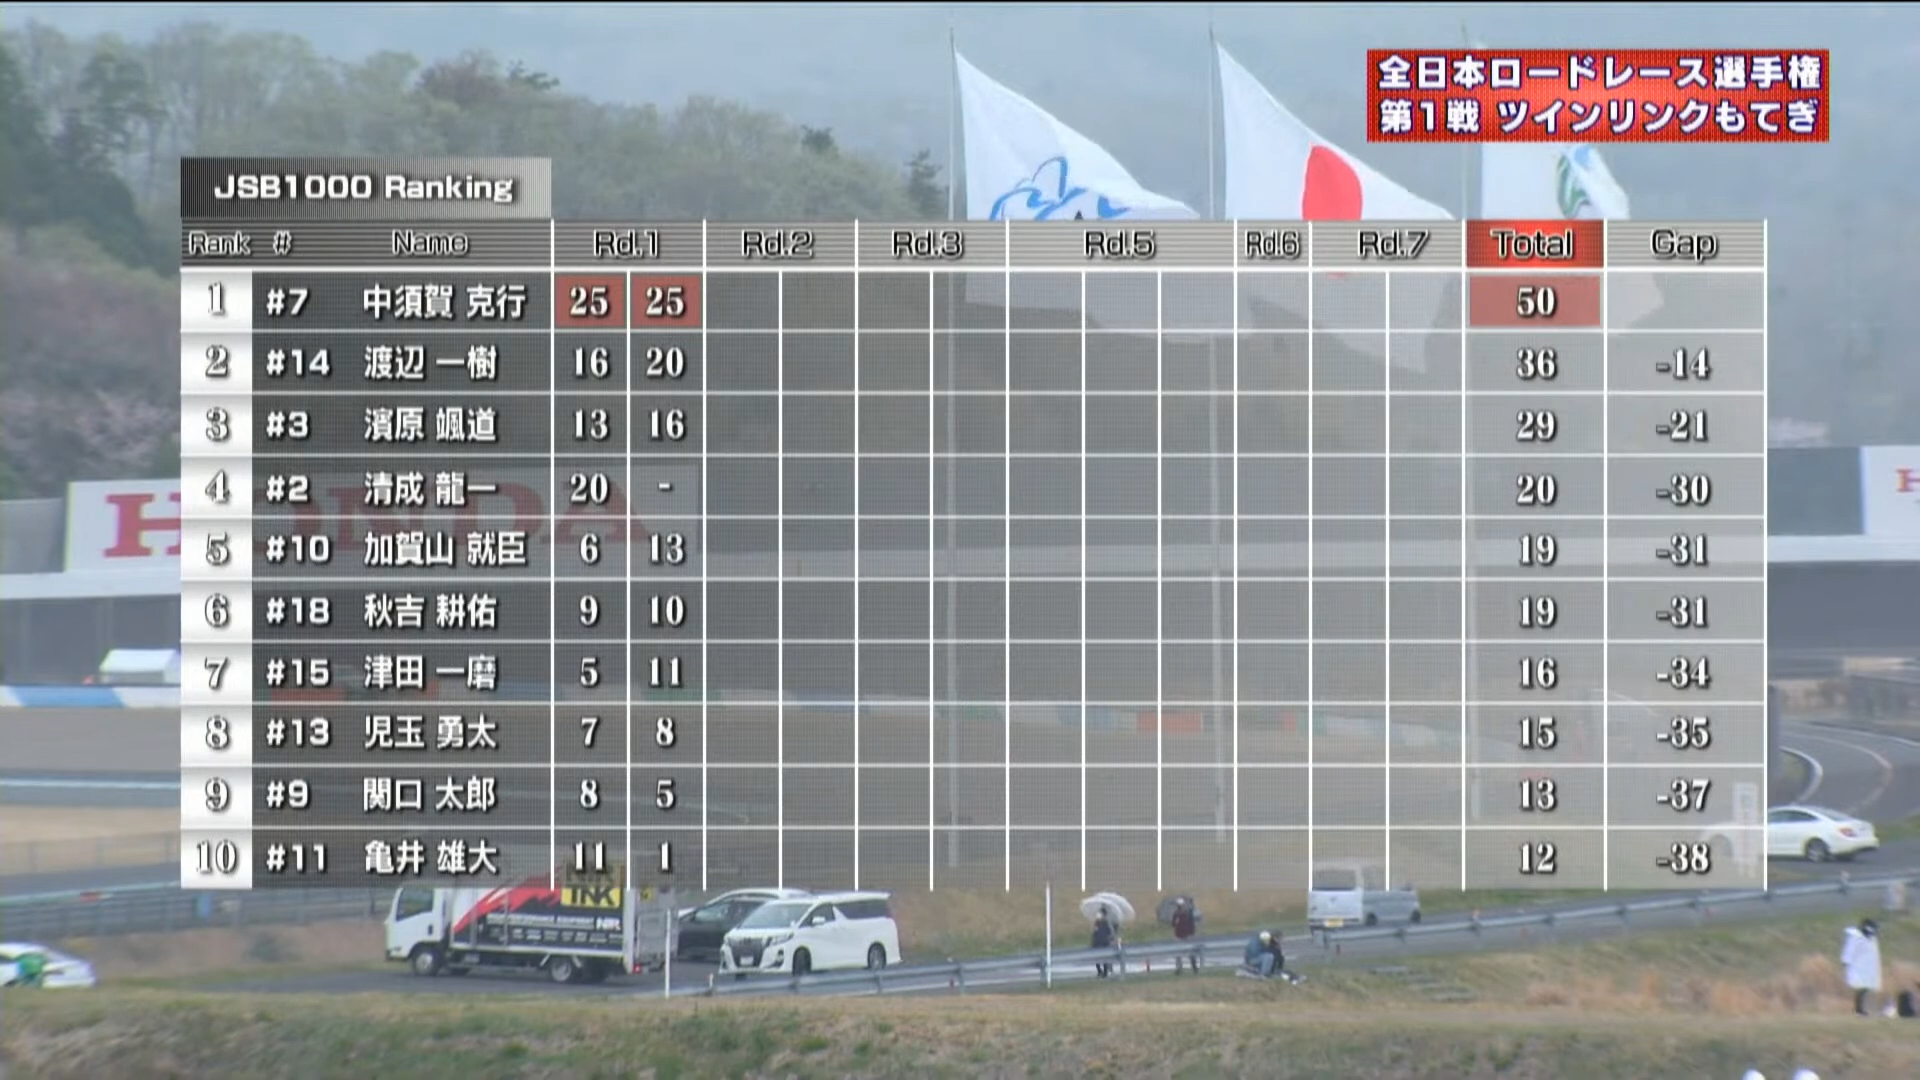 全日本ロードレース選手権
第1戦 ツインリンクもてぎ
JSB1000 Ranking
Rank # Name Rd.1 Rd.2 Rd.3 Rd.5 Rd.6 Rd.7 Total Gap
1 #7 中須賀 克行 25 25 50
2 #14 渡辺 一樹 16 20 36 -14
3 #3 濱原 颯道 13 16 29 -21
4 #2 清成 龍一 20 - 20 -30
5 #10 加賀山 就臣 6 13 19 -31
6 #18 秋吉 耕佑 9 10 19 -31
7 #15 津田 一磨 5 11 16 -34
8 #13 児玉 勇太 7 8 15 -35
9 #9 関口 太郎 8 5 13 -37
10 #11 亀井 雄大 11 1 12 -38
HONDA